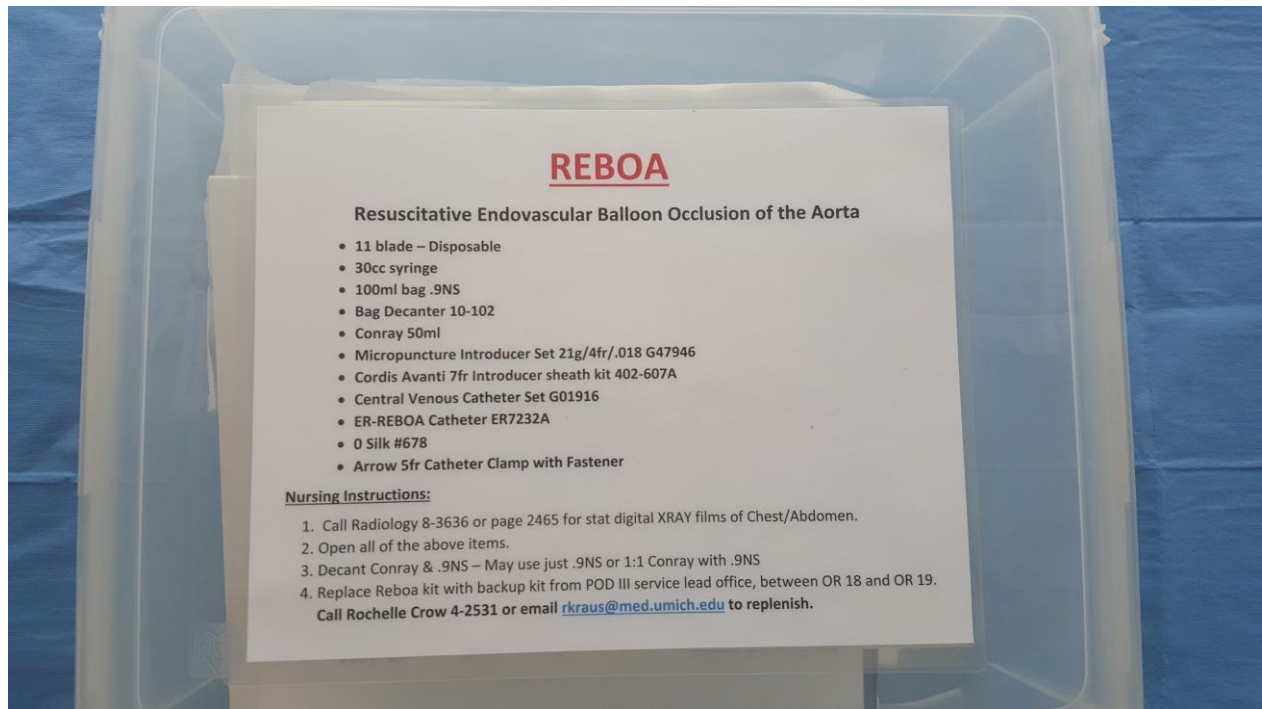 REBOA
Resuscitative Endovascular Balloon Occlusion of the Aorta
• 11 blade – Disposable
• 30cc syringe
• 100ml bag .9NS
• Bag Decanter 10-102
• Conray 50ml
• Micropuncture Introducer Set 21g/4fr/.018 G47946
• Cordis Avanti 7fr Introducer sheath kit 402-607A
• Central Venous Catheter Set G01916
• ER-REBOA Catheter ER7232A
• 0 Silk #678
• Arrow 5fr Catheter Clamp with Fastener
Nursing Instructions:
1. Call Radiology 8-3636 or page 2465 for stat digital XRAY films of Chest/Abdomen.
2. Open all of the above items.
3. Decant Conray & .9NS – May use just .9NS or 1:1 Conray with .9NS
4. Replace Reboa kit with backup kit from POD III service lead office, between OR 18 and OR 19.
Call Rochelle Crow 4-2531 or email rkraus@med.umich.edu to replenish.